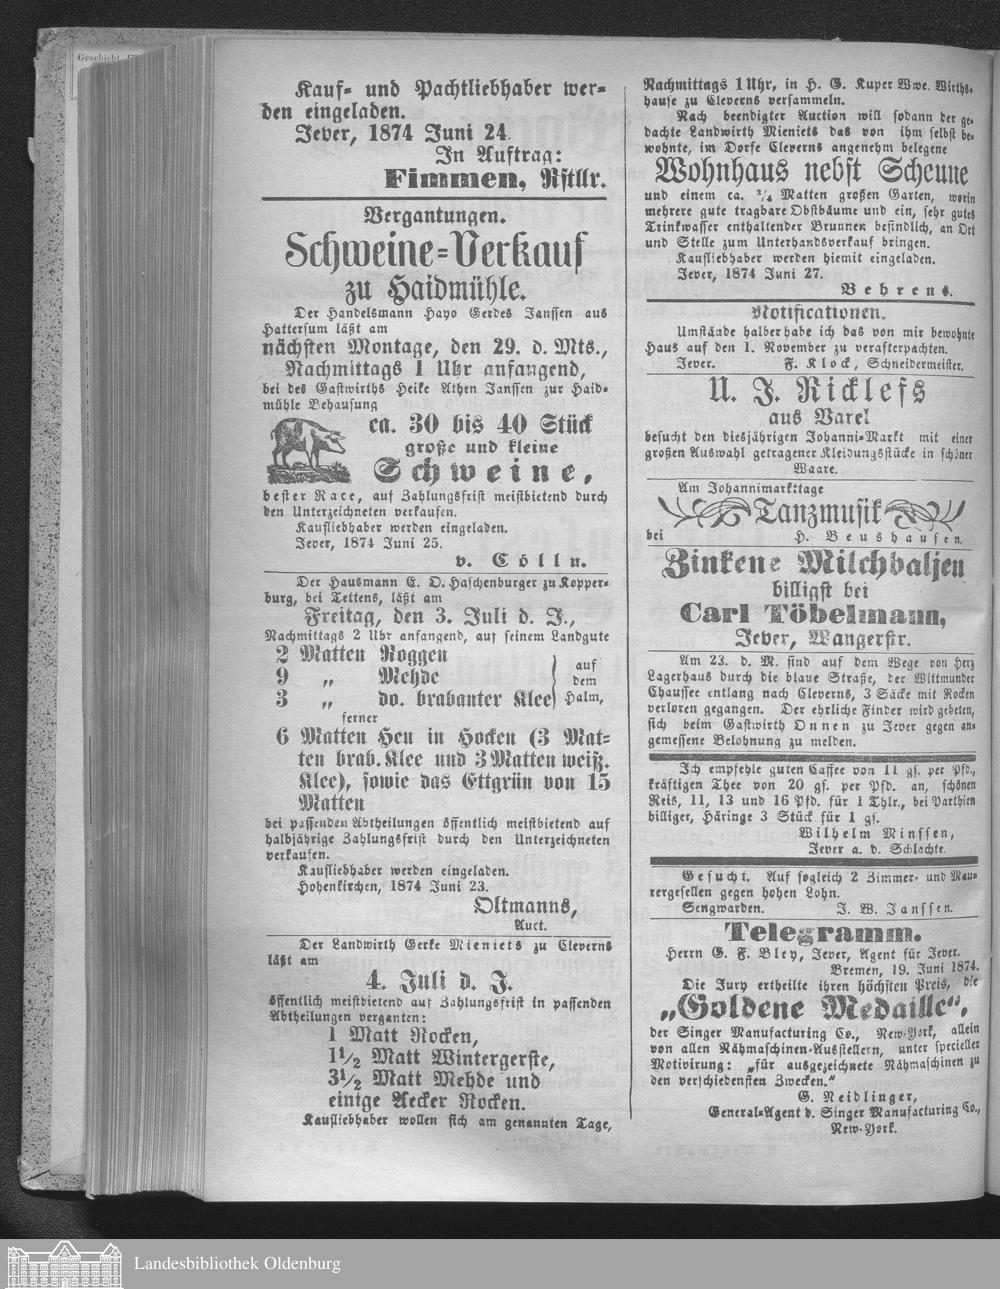 Geschicht
Kauf- und Pachtliebhaber wer-
den eingeladen.
Jever, 1874 Juni 24.
In Auftrag:
Fimmen, Rstllr.
Vergantungen.
Schweine-Verkauf
zu Haidmühle.
Der Handelsmann Hayo Gerdes Janssen aus
Hattersum läßt am
nächsten Montage, den 29. d. Mts.,
Nachmittags 1 Uhr anfangend,
bei des Gastwirths Heike Athen Janssen zur Haid-
mühle Behausung
ca. 30 bis 40 Stück
große und kleine
Schweine,
bester Race, auf Zahlungsfrist meistbietend durch
den Unterzeichneten verkaufen.
Kaufliebhaber werden eingeladen.
Jever, 1874 Juni 25.
v. Cölln.
Der Hausmann E. O. Haschenburger zu Kopper-
burg, bei Tettens, läßt am
Freitag, den 3. Juli d. J.,
Nachmittags 2 Uhr anfangend, auf seinem Landgute
2 Matten Roggen
9 „ Mehde
3 „ do. brabanter Klee
auf
dem
Halm,
ferner
6 Matten Heu in Hocken (3 Mat-
ten brab. Klee und 3 Matten weiß.
Klee), sowie das Ettgrün von 15
Matten
bei passenden Abtheilungen öffentlich meistbietend auf
halbjährige Zahlungsfrist durch den Unterzeichneten
verkaufen.
Kaufliebhaber werden eingeladen.
Hohenkirchen, 1874 Juni 23.
Oltmanns,
Auct.
Der Landwirth Gerke Mieniets zu Cleverns
läßt am
4. Juli d. J.
öffentlich meistbietend auf Zahlungsfrist in passenden
Abtheilungen verganten:
1 Matt Rocken,
1½ Matt Wintergerste,
3½ Matt Mehde und
einige Aecker Rocken.
Kaufliebhaber wollen sich am genannten Tage,
Nachmittags 1 Uhr, in H. G. Kuper Wwe. Wirths-
hause zu Cleverns versammeln.
Nach beendigter Auction will sodann der ge-
dachte Landwirth Mieniets das von ihm selbst be-
wohnte, im Dorfe Cleverns angenehm belegene
Wohnhaus nebst Scheune
und einem ca. ¾ Matten großen Garten, worin
mehrere gute tragbare Obstbäume und ein, sehr gutes
Trinkwasser enthaltender Brunnen befindlich, an Ort
und Stelle zum Unterhandsverkauf bringen.
Kaufliebhaber werden hiemit eingeladen.
Jever, 1874 Juni 27.
Behrens.
Notificationen.
Umstände halber habe ich das von mir bewohnte
Haus auf den 1. November zu verafterpachten.
Jever. F. Klock, Schneidermeister.
U. J. Ricklefs
aus Varel
besucht den diesjährigen Johanni-Markt mit einer
großen Auswahl getragener Kleidungsstücke in schöner
Waare.
Am Johannimarkttage
Tanzmusik
bei H. Beushausen.
Zinkene Milchbaljen
billigst bei
Carl Töbelmann,
Jever, Wangerstr.
Am 23. d. M. sind auf dem Wege von Herz
Lagerhaus durch die blaue Straße, der Wittmunder
Chaussee entlang nach Cleverns, 3 Säcke mit Rocken
verloren gegangen. Der ehrliche Finder wird gebeten,
sich beim Gastwirth Onnen zu Jever gegen an-
gemessene Belohnung zu melden.
Ich empfehle guten Caffee von 11 gs. per Pfd.,
kräftigen Thee von 20 gs. per Pfd. an, schönen
Reis, 11, 13 und 16 Pfd. für 1 Thlr., bei Parthien
billiger, Häringe 3 Stück für 1 gs.
Wilhelm Minssen,
Jever a. d. Schlachte.
Gesucht. Auf sogleich 2 Zimmer- und Mau-
rergesellen gegen hohen Lohn.
Sengwarden. J. W. Janssen.
Telegramm.
Herrn G. F. Bley, Jever, Agent für Jever.
Bremen, 19. Juni 1874.
Die Jury ertheilte ihren höchsten Preis, die
„Goldene Medaille“,
der Singer Manufacturing Co., New-York, allein
von allen Nähmaschinen-Ausstellern, unter specieller
Motivirung: „für ausgezeichnete Nähmaschinen zu
den verschiedensten Zwecken.“
G. Neidlinger,
General-Agent d. Singer Manufacturing Co.,
New-York.
Landesbibliothek Oldenburg